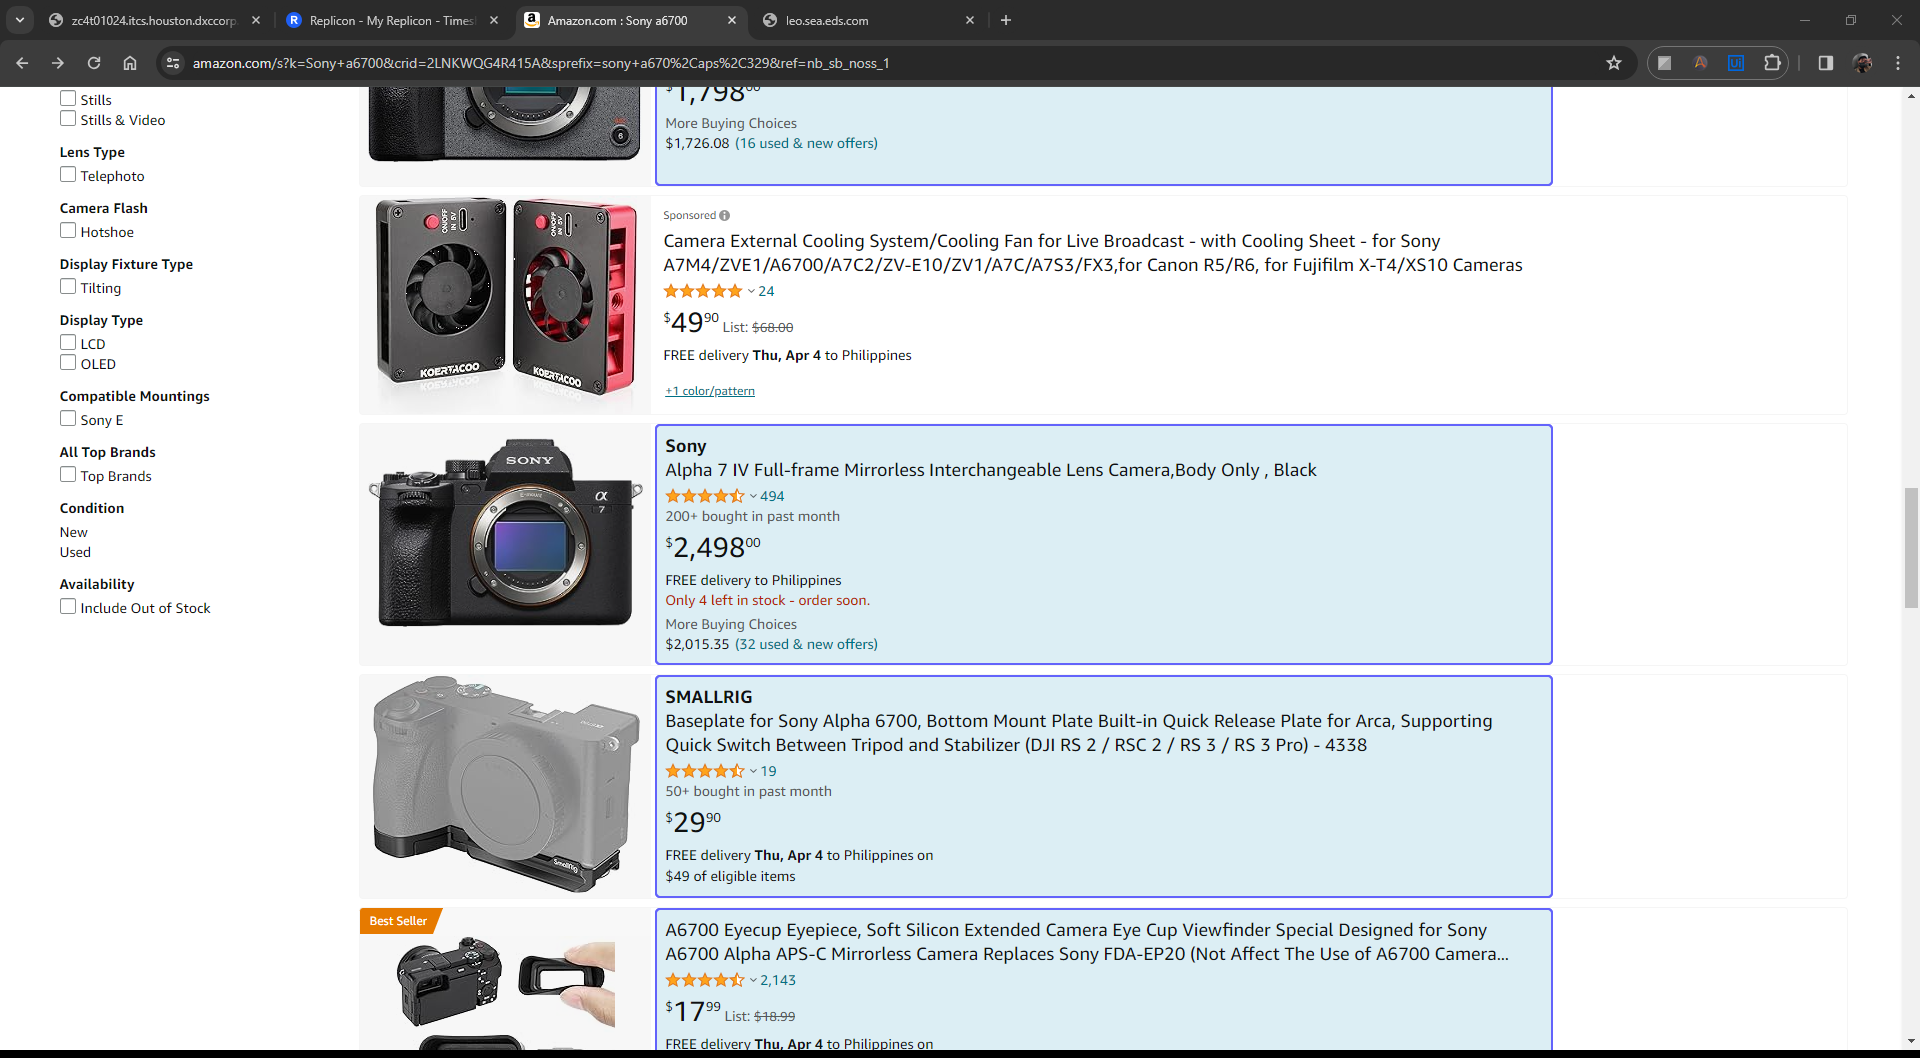 zc4t01024.itcs.houston.dxccorp
Replicon - My Replicon - Times
Amazon.com : Sony a6700
leo.sea.eds.com
amazon.com/s?k=Sony+a6700&crid=2LNKWQG4R415A&sprefix=sony+a670%2Caps%2C329&ref=nb_sb_noss_1
Stills
Stills & Video
Lens Type
Telephoto
Camera Flash
Hotshoe
Display Fixture Type
Tilting
Display Type
LCD
OLED
Compatible Mountings
Sony E
All Top Brands
Top Brands
Condition
New
Used
Availability
Include Out of Stock
$1,798.00
More Buying Choices
$1,726.08 (16 used & new offers)
ON/OFF
IN 5V
ON/OFF
IN 5V
KOERTACOO
KOERTACOO
Sponsored
Camera External Cooling System/Cooling Fan for Live Broadcast - with Cooling Sheet - for Sony
A7M4/ZVE1/A6700/A7C2/ZV-E10/ZV1/A7C/A7S3/FX3,for Canon R5/R6, for Fujifilm X-T4/XS10 Cameras
24
$49.90 List: $68.00
FREE delivery Thu, Apr 4 to Philippines
+1 color/pattern
SONY
E-mount
α
7
Sony
Alpha 7 IV Full-frame Mirrorless Interchangeable Lens Camera,Body Only , Black
494
200+ bought in past month
$2,498.00
FREE delivery to Philippines
Only 4 left in stock - order soon.
More Buying Choices
$2,015.35 (32 used & new offers)
SmallRig
SMALLRIG
Baseplate for Sony Alpha 6700, Bottom Mount Plate Built-in Quick Release Plate for Arca, Supporting
Quick Switch Between Tripod and Stabilizer (DJI RS 2 / RSC 2 / RS 3 / RS 3 Pro) - 4338
19
50+ bought in past month
$29.90
FREE delivery Thu, Apr 4 to Philippines on
$49 of eligible items
Best Seller
A6700 Eyecup Eyepiece, Soft Silicon Extended Camera Eye Cup Viewfinder Special Designed for Sony
A6700 Alpha APS-C Mirrorless Camera Replaces Sony FDA-EP20 (Not Affect The Use of A6700 Camera...
2,143
$17.99 List: $18.99
FREE delivery Thu, Apr 4 to Philippines on